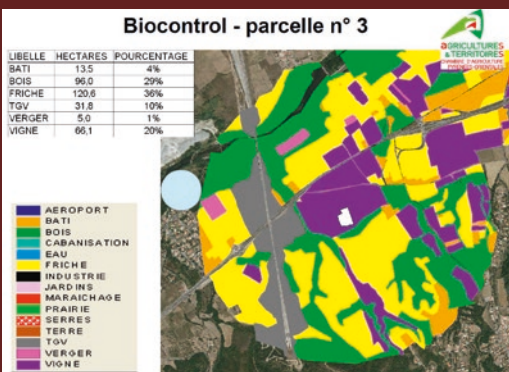 Biocontrol - parcelle n° 3
AGRICULTURES
& TERRITOIRES
CHAMBRE D'AGRICULTURE
PYRÉNÉES-ORIENTALES
LIBELLE HECTARES POURCENTAGE
BATI 13,5 4%
BOIS 96,0 29%
FRICHE 120,6 36%
TGV 31,8 10%
VERGER 5,0 1%
VIGNE 66,1 20%
AEROPORT
BATI
BOIS
CABANISATION
EAU
FRICHE
INDUSTRIE
JARDINS
MARAICHAGE
PRAIRIE
SERRES
TERRE
TGV
VERGER
VIGNE